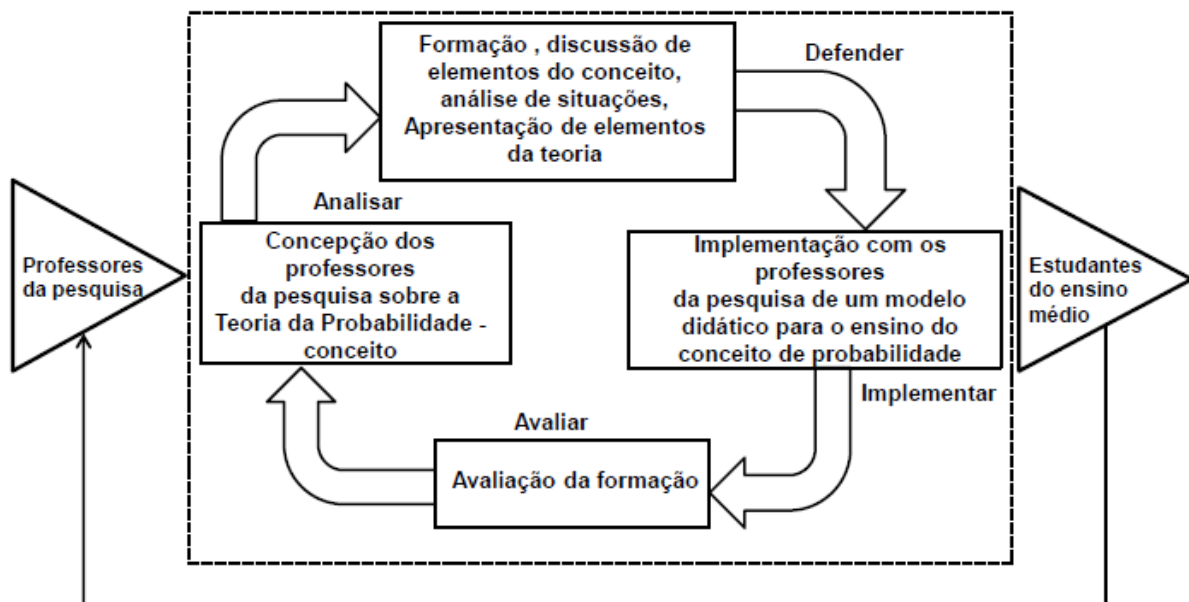 Formação , discussão de
elementos do conceito,
análise de situações,
Apresentação de elementos
da teoria
Defender
Analisar
Professores
da pesquisa
Concepção dos
professores
da pesquisa sobre a
Teoria da Probabilidade -
conceito
Implementação com os
professores
da pesquisa de um modelo
didático para o ensino do
conceito de probabilidade
Estudantes
do ensino
médio
Implementar
Avaliar
Avaliação da formação